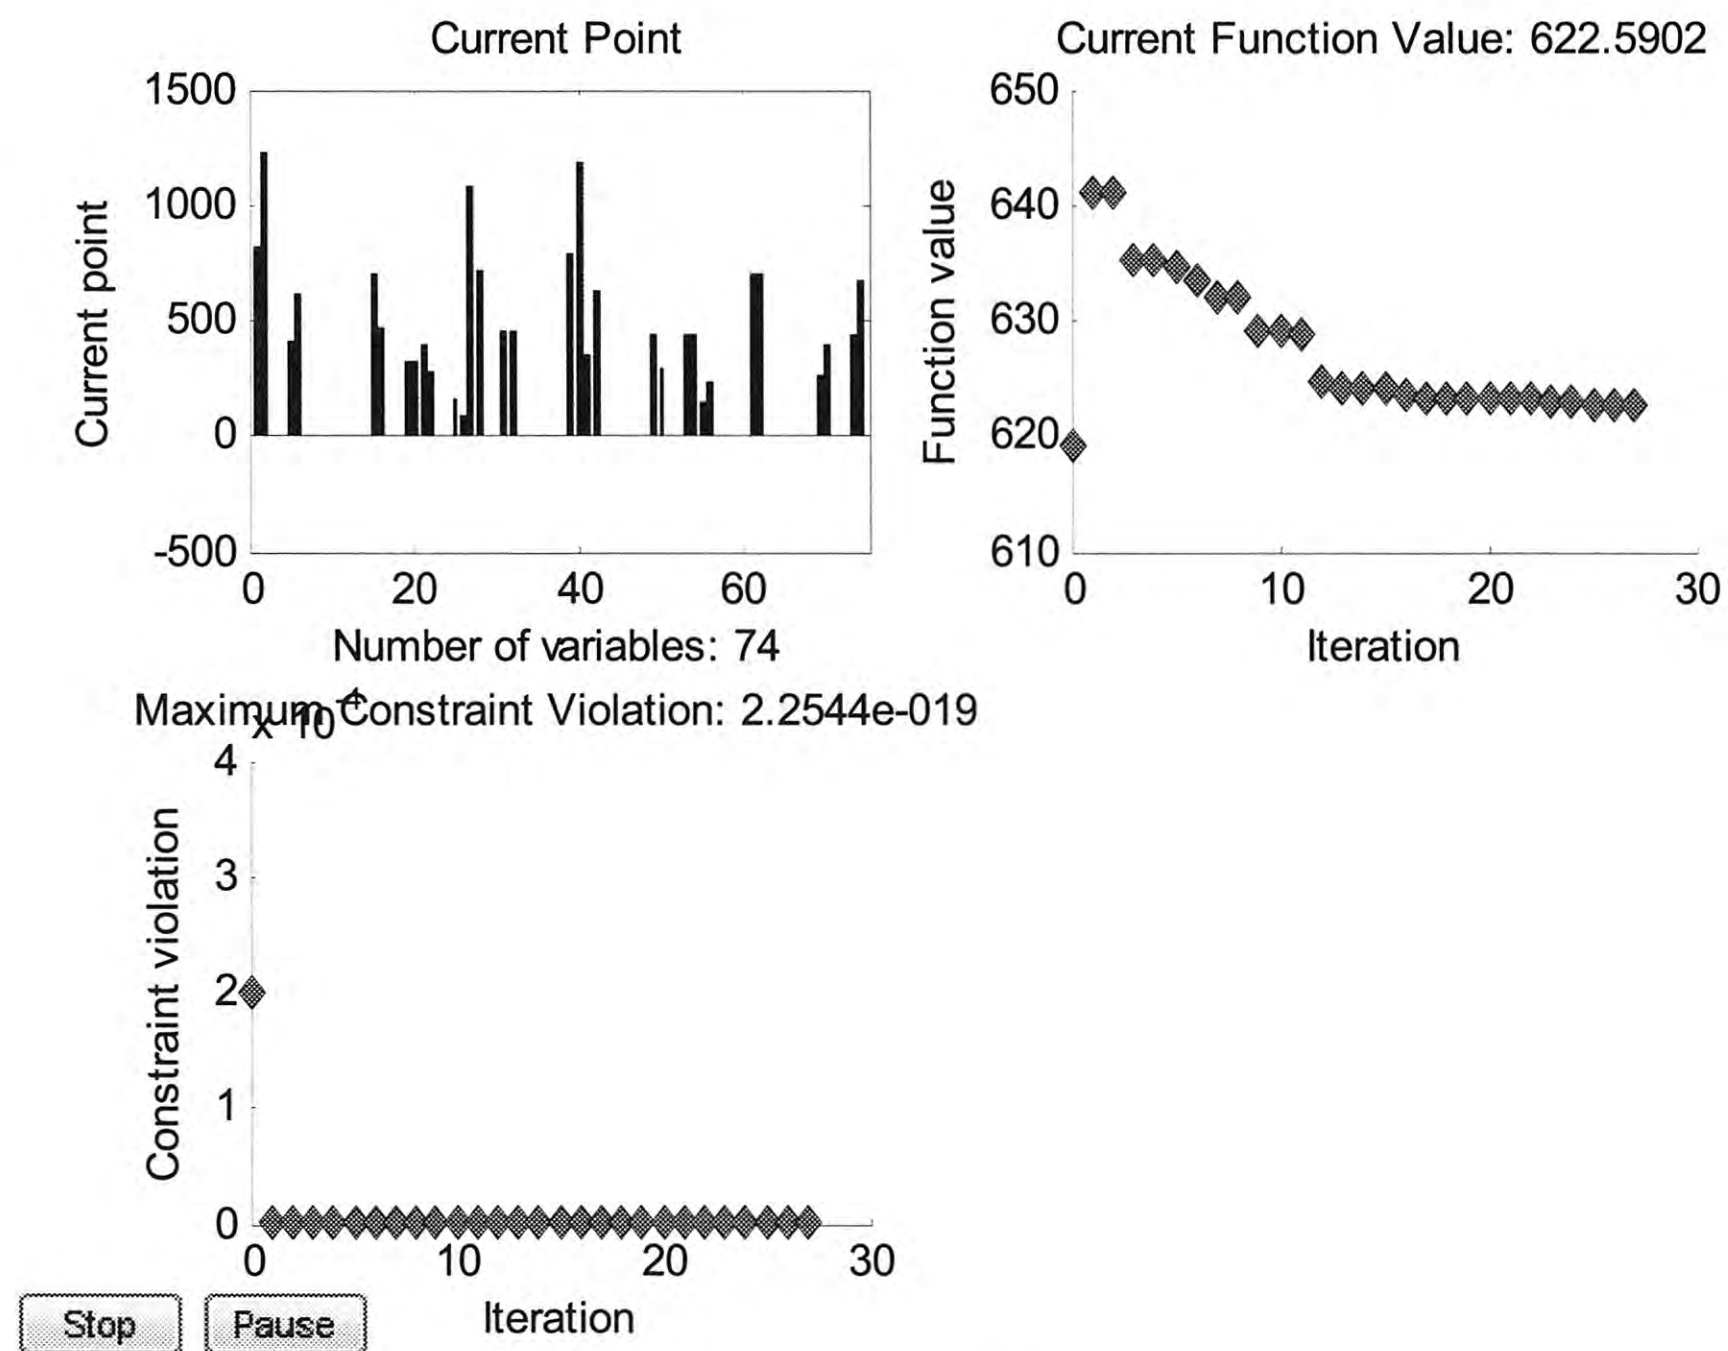 Current Point
1500
1000
500
0
-500
Current point
0 20 40 60
Number of variables: 74
Current Function Value: 622.5902
650
640
630
620
610
Function value
0 10 20 30
Iteration
Maximum Constraint Violation: 2.2544e-019
x 10^-4
4
3
2
1
0
Constraint violation
0 10 20 30
Iteration
Stop
Pause